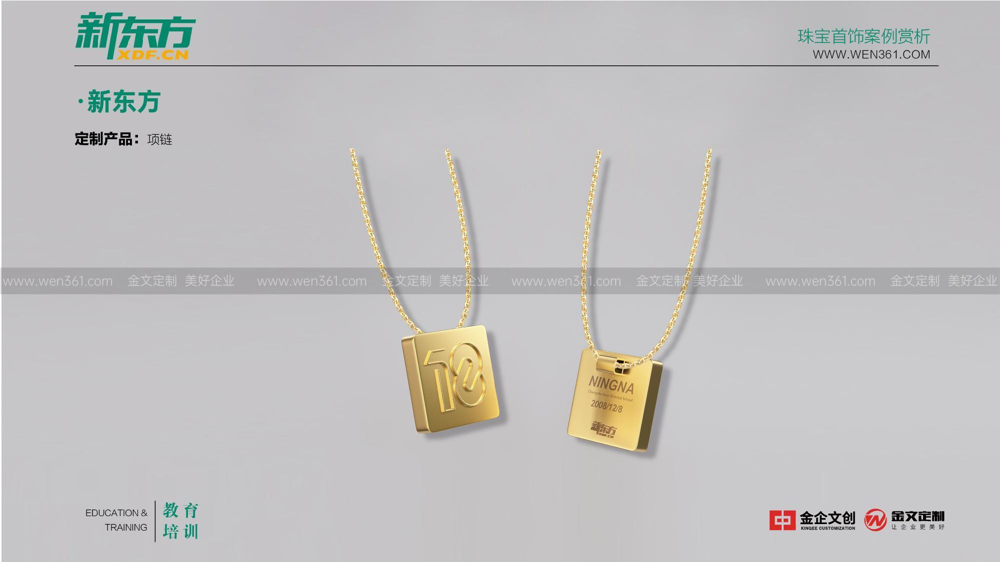 新东方
XDF.CN
珠宝首饰案例赏析
WWW.WEN361.COM
·新东方
定制产品：项链
www.wen361.com 金文定制 美好企业 www.wen361.com 金文定制 美好企业 www.wen361.com 金文定制 美好企业 www.wen361.com 金文定制 美好企业
18
NINGNA
Changsha New Oriental School
2008/12/8
新东方
XDF.CN
EDUCATION &
TRAINING
教育
培训
金企文创
KINQEE CUSTOMIZATION
金文定制
让企业更美好